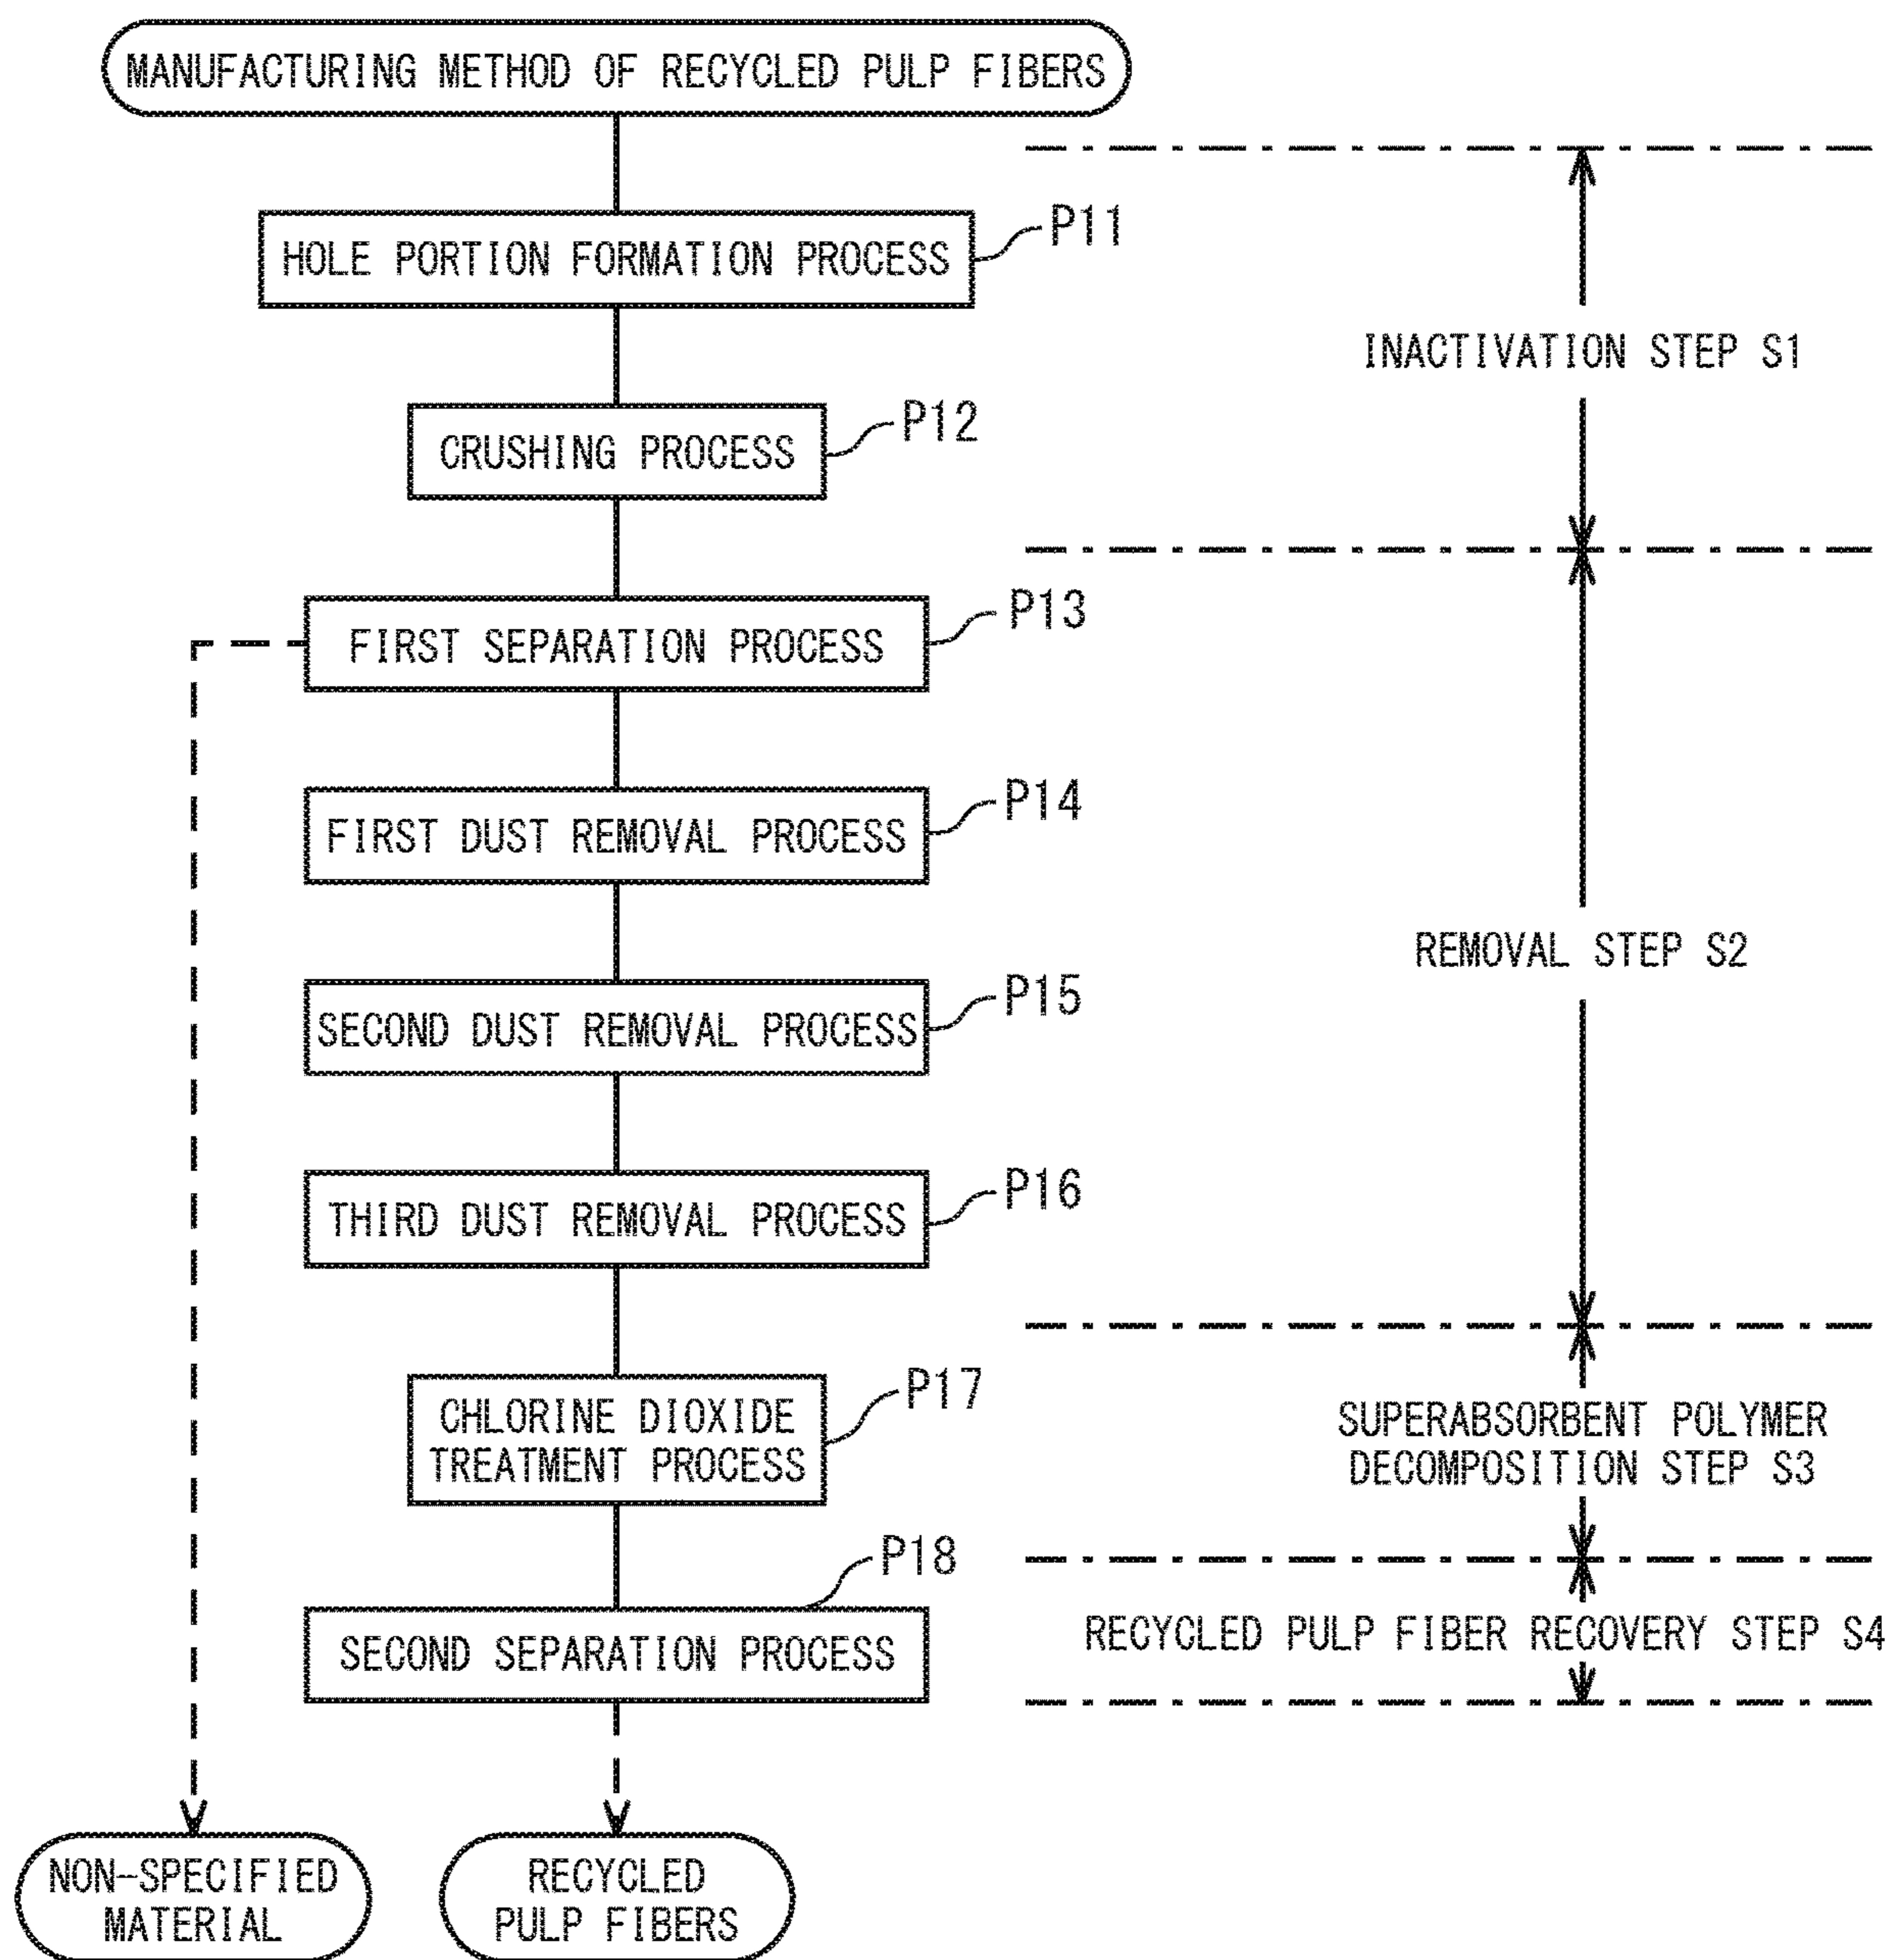 MANUFACTURING METHOD OF RECYCLED PULP FIBERS
HOLE PORTION FORMATION PROCESS
P11
INACTIVATION STEP S1
CRUSHING PROCESS
P12
FIRST SEPARATION PROCESS
P13
FIRST DUST REMOVAL PROCESS
P14
REMOVAL STEP S2
SECOND DUST REMOVAL PROCESS
P15
THIRD DUST REMOVAL PROCESS
P16
CHLORINE DIOXIDE
TREATMENT PROCESS
P17
SUPERABSORBENT POLYMER
DECOMPOSITION STEP S3
P18
SECOND SEPARATION PROCESS
RECYCLED PULP FIBER RECOVERY STEP S4
NON-SPECIFIED
MATERIAL
RECYCLED
PULP FIBERS